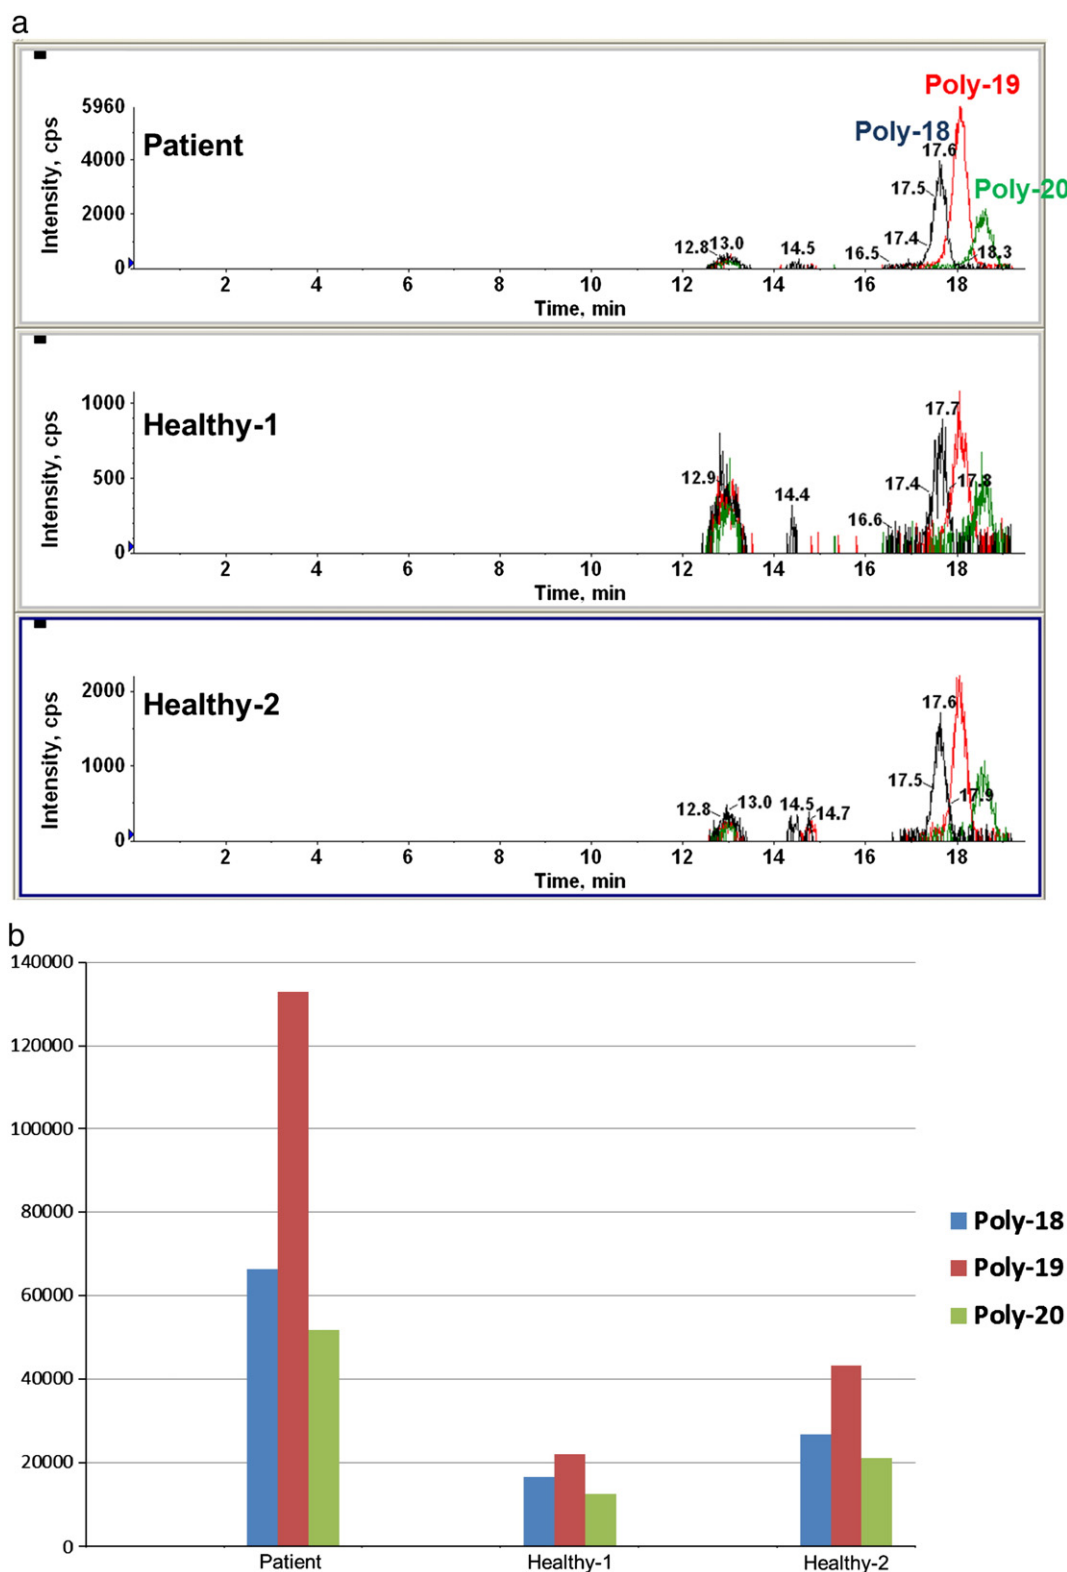 a
Intensity, cps
5960
4000
2000
0
Patient
Poly-19
Poly-18
Poly-20
17.6
17.5
17.4
16.5
18.3
12.8
13.0
14.5
2 4 6 8 10 12 14 16 18
Time, min
Intensity, cps
1000
500
0
Healthy-1
17.7
12.9
17.4
17.8
14.4
16.6
2 4 6 8 10 12 14 16 18
Time, min
Intensity, cps
2000
1000
0
Healthy-2
17.6
17.5
17.9
12.8
13.0
14.5
14.7
2 4 6 8 10 12 14 16 18
Time, min
b
140000
120000
100000
80000
60000
40000
20000
0
Poly-18
Poly-19
Poly-20
Patient Healthy-1 Healthy-2